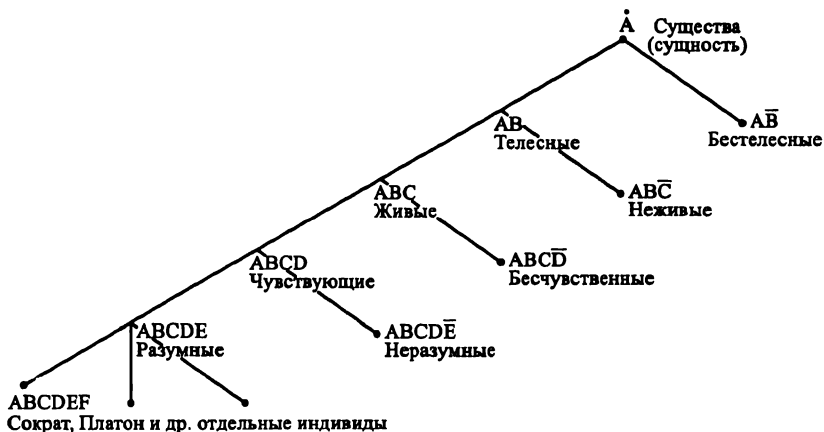 Ȧ Существа
(сущность)
AB
Телесные
AB̅
Бестелесные
ABC
Живые
ABC̅
Неживые
ABCD
Чувствующие
ABCD̅
Бесчувственные
ABCDE
Разумные
ABCDE̅
Неразумные
ABCDEF
Сократ, Платон и др. отдельные индивиды